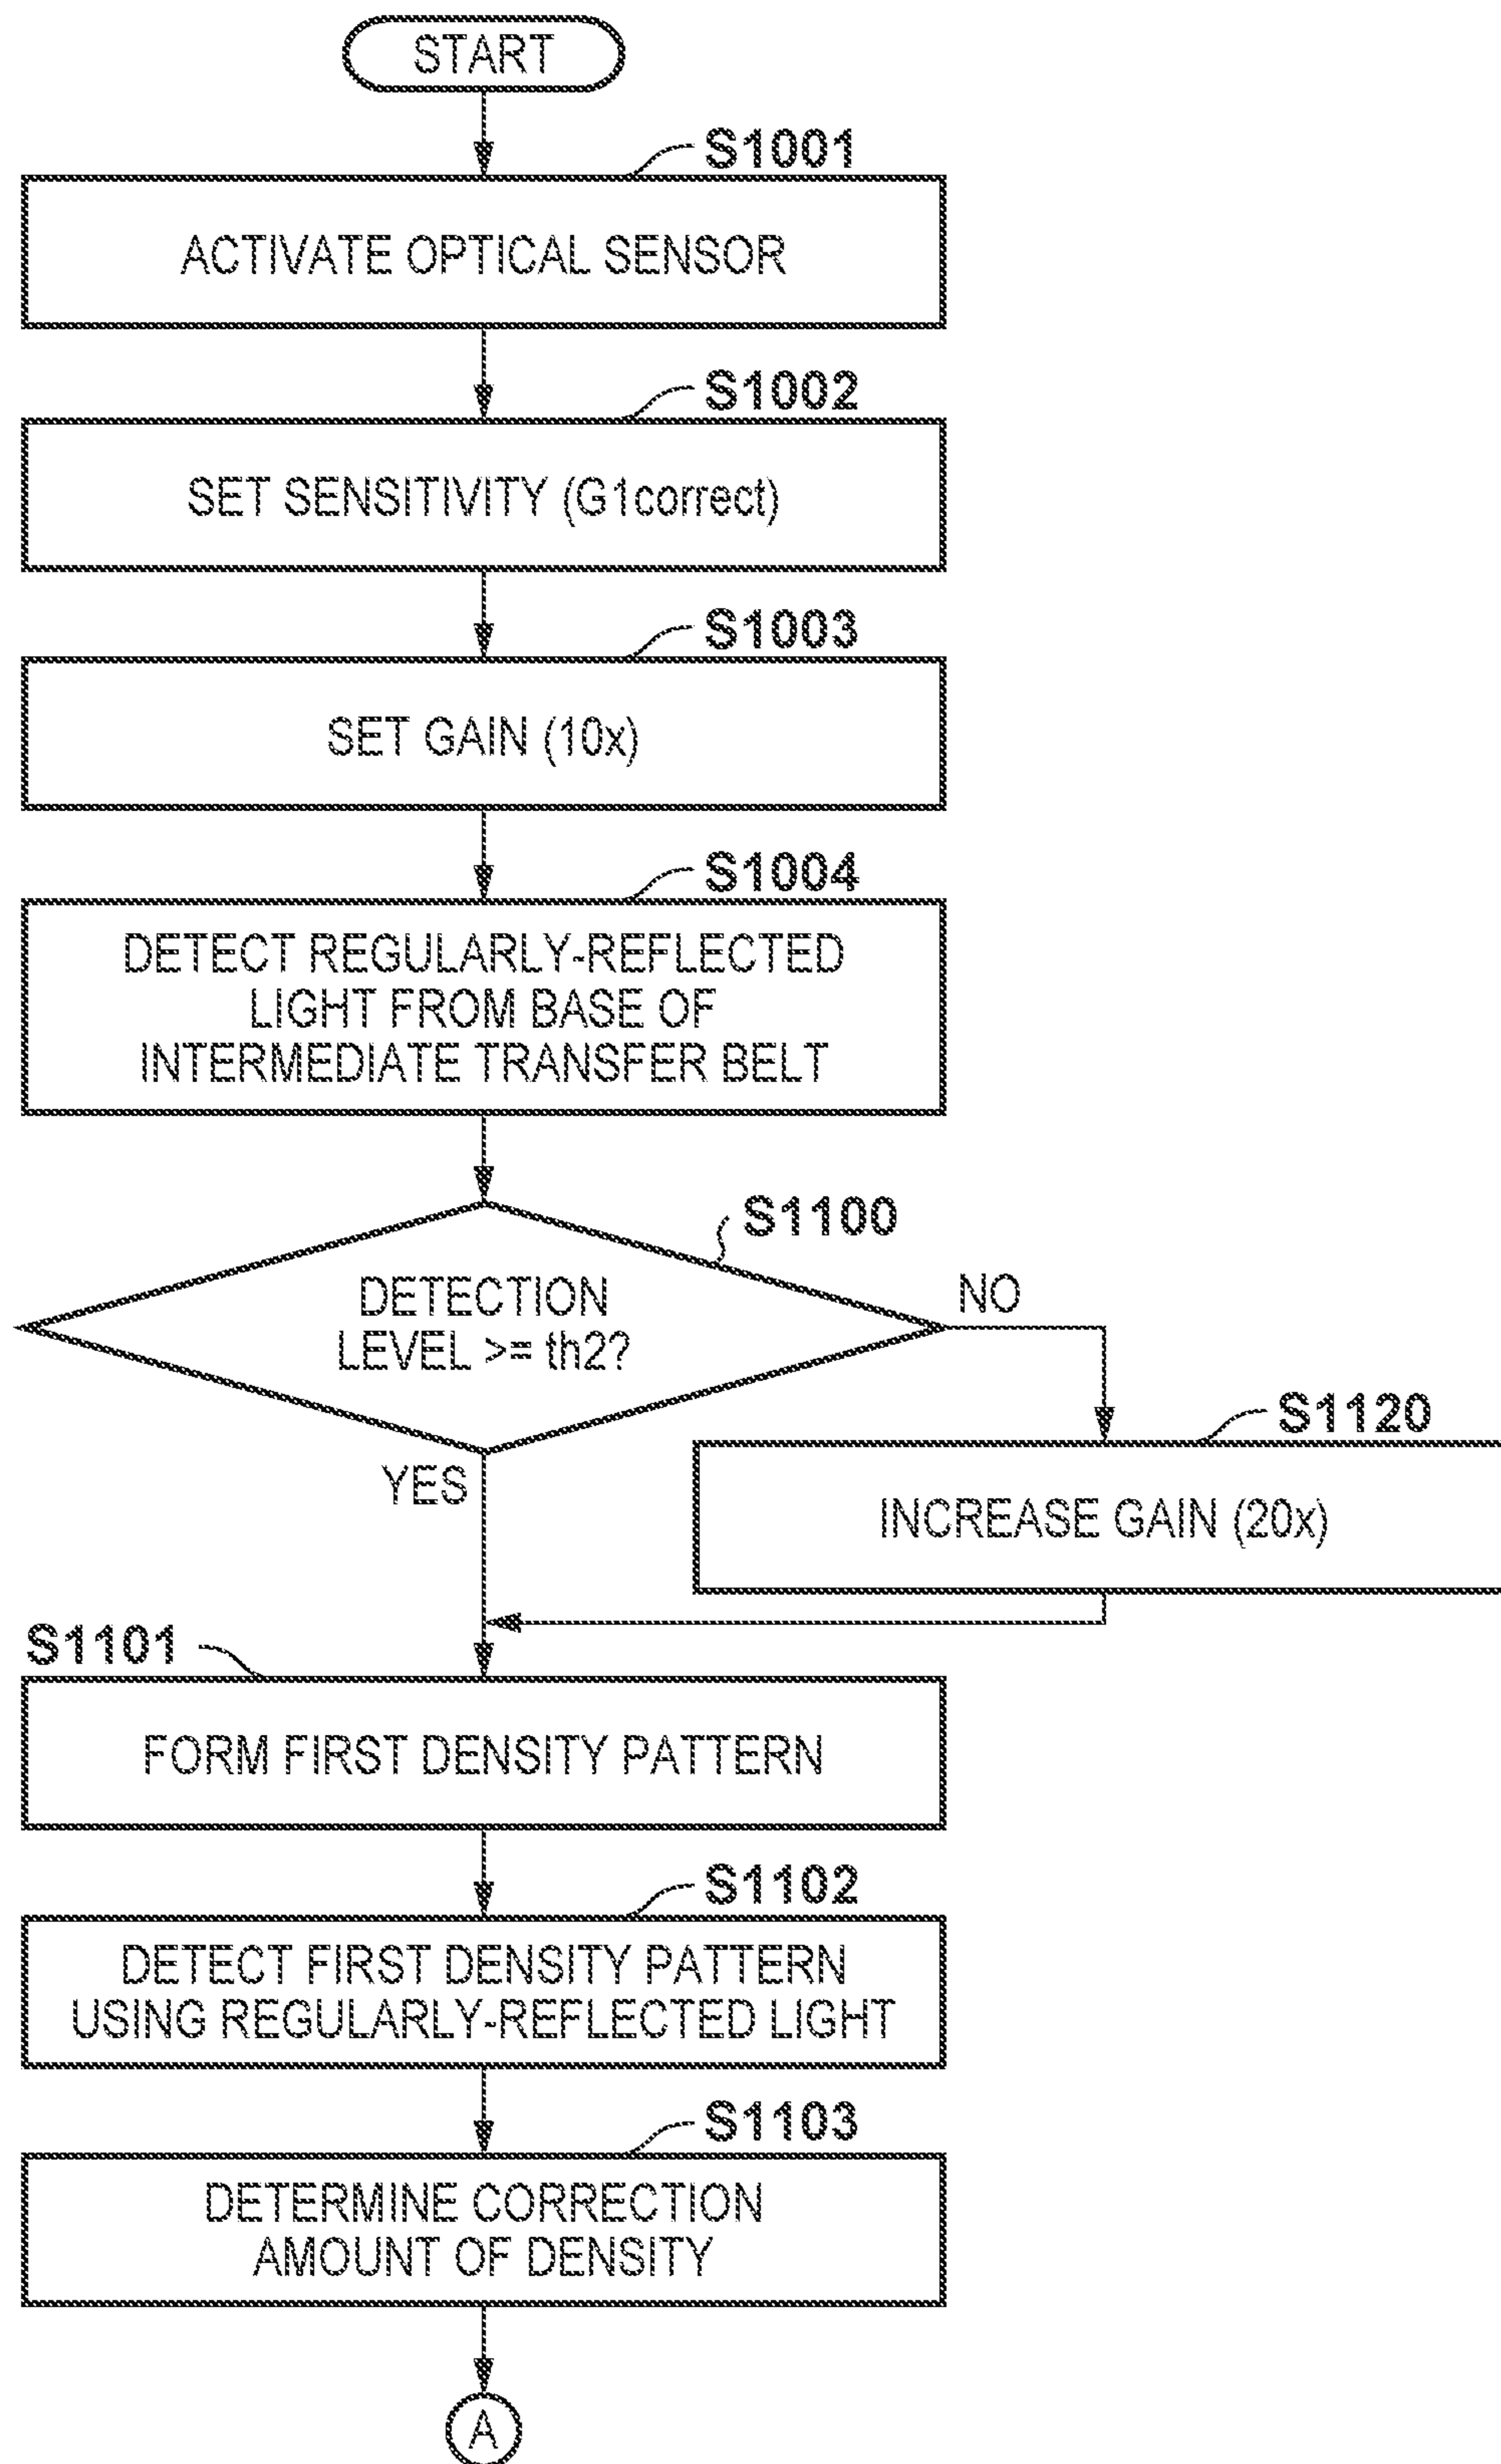 START
S1001
ACTIVATE OPTICAL SENSOR
S1002
SET SENSITIVITY (G1correct)
S1003
SET GAIN (10x)
S1004
DETECT REGULARLY-REFLECTED
LIGHT FROM BASE OF
INTERMEDIATE TRANSFER BELT
S1100
DETECTION
LEVEL >= th2?
NO
YES
S1120
INCREASE GAIN (20x)
S1101
FORM FIRST DENSITY PATTERN
S1102
DETECT FIRST DENSITY PATTERN
USING REGULARLY-REFLECTED LIGHT
S1103
DETERMINE CORRECTION
AMOUNT OF DENSITY
A